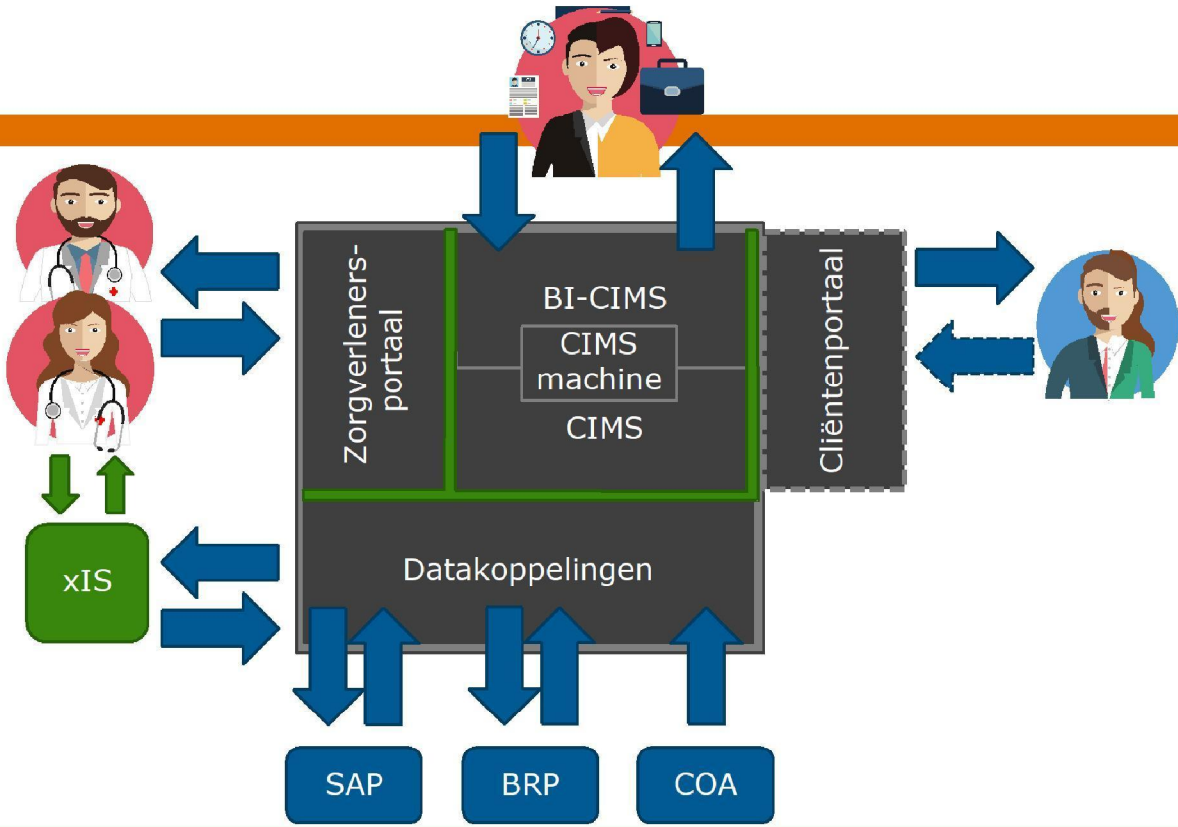 Zorgverleners-
portaal
BI-CIMS
CIMS
machine
CIMS
Cliëntenportaal
Datakoppelingen
xIS
SAP
BRP
COA